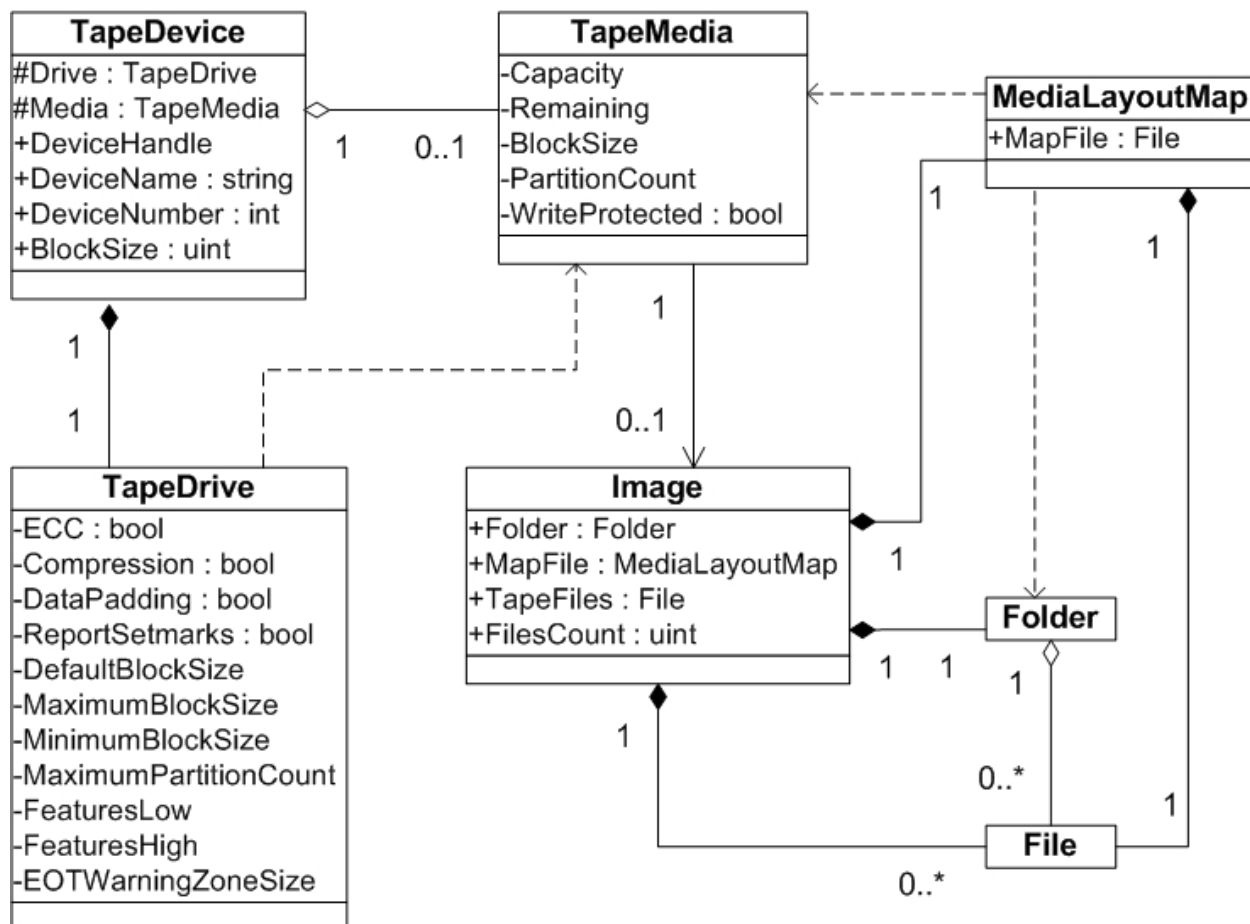 TapeDevice
#Drive : TapeDrive
#Media : TapeMedia
+DeviceHandle
+DeviceName : string
+DeviceNumber : int
+BlockSize : uint
1
0..1
TapeMedia
-Capacity
-Remaining
-BlockSize
-PartitionCount
-WriteProtected : bool
MediaLayoutMap
+MapFile : File
1
1
1
1
1
0..1
TapeDrive
-ECC : bool
-Compression : bool
-DataPadding : bool
-ReportSetmarks : bool
-DefaultBlockSize
-MaximumBlockSize
-MinimumBlockSize
-MaximumPartitionCount
-FeaturesLow
-FeaturesHigh
-EOTWarningZoneSize
Image
+Folder : Folder
+MapFile : MediaLayoutMap
+TapeFiles : File
+FilesCount : uint
1
1
1
1
Folder
1
0..*
1
File
0..*